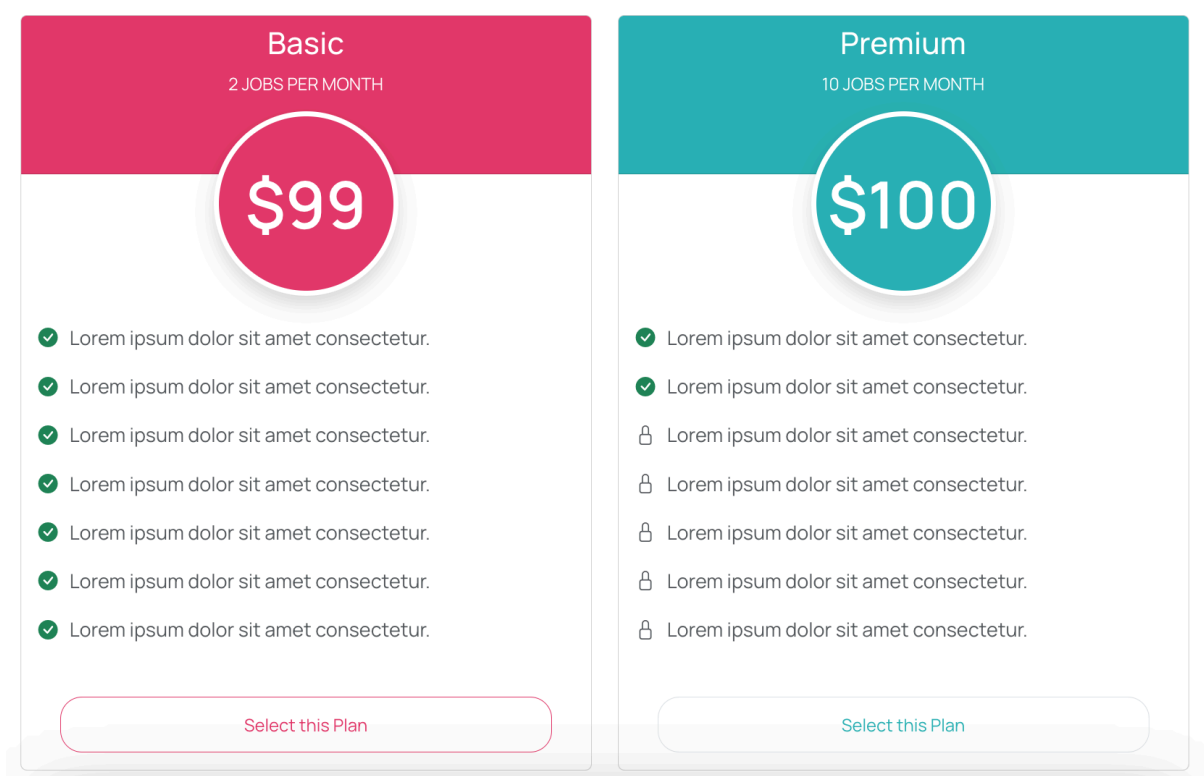 Basic
2 JOBS PER MONTH
$99
Lorem ipsum dolor sit amet consectetur.
Lorem ipsum dolor sit amet consectetur.
Lorem ipsum dolor sit amet consectetur.
Lorem ipsum dolor sit amet consectetur.
Lorem ipsum dolor sit amet consectetur.
Lorem ipsum dolor sit amet consectetur.
Lorem ipsum dolor sit amet consectetur.
Select this Plan
Premium
10 JOBS PER MONTH
$100
Lorem ipsum dolor sit amet consectetur.
Lorem ipsum dolor sit amet consectetur.
Lorem ipsum dolor sit amet consectetur.
Lorem ipsum dolor sit amet consectetur.
Lorem ipsum dolor sit amet consectetur.
Lorem ipsum dolor sit amet consectetur.
Lorem ipsum dolor sit amet consectetur.
Select this Plan